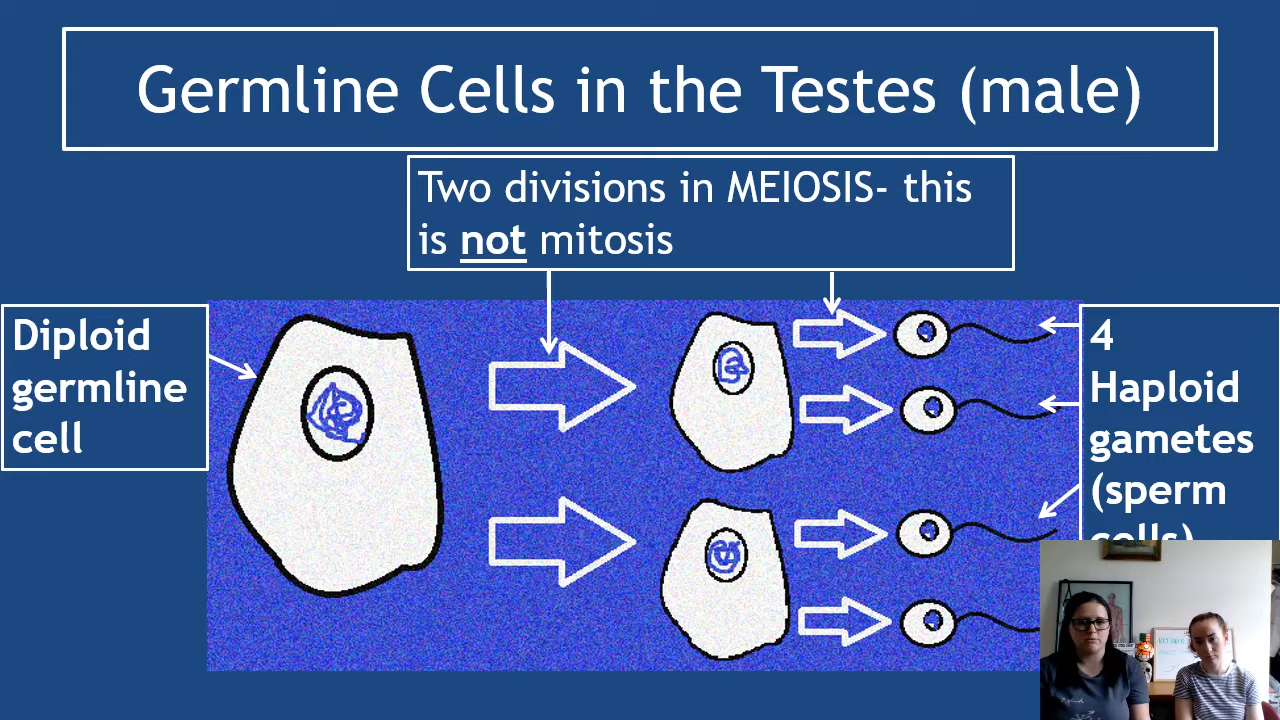 Germline Cells in the Testes (male)
Two divisions in MEIOSIS- this
is not mitosis
Diploid
germline
cell
4
Haploid
gametes
(sperm
cells)